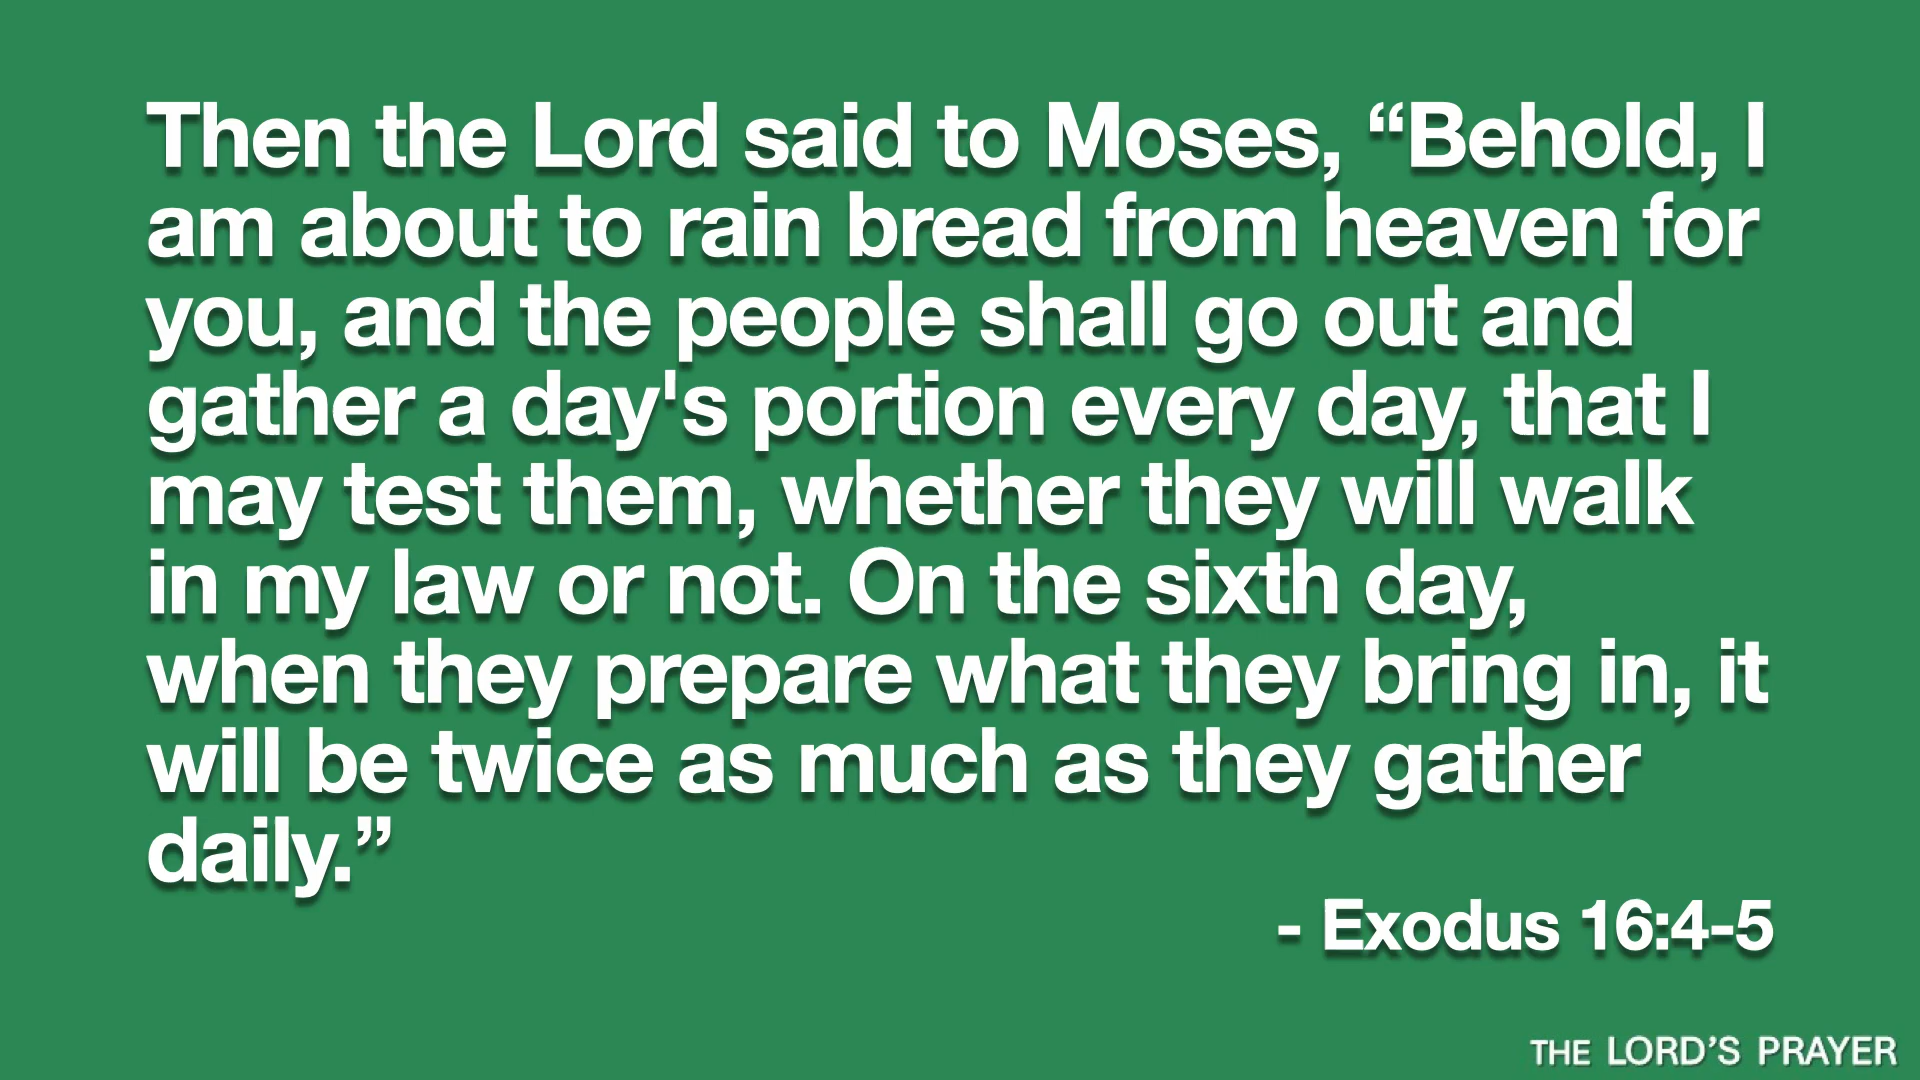 Then the Lord said to Moses, “Behold, I
am about to rain bread from heaven for
you, and the people shall go out and
gather a day's portion every day, that I
may test them, whether they will walk
in my law or not. On the sixth day,
when they prepare what they bring in, it
will be twice as much as they gather
daily.”
- Exodus 16:4-5
THE LORD’S PRAYER